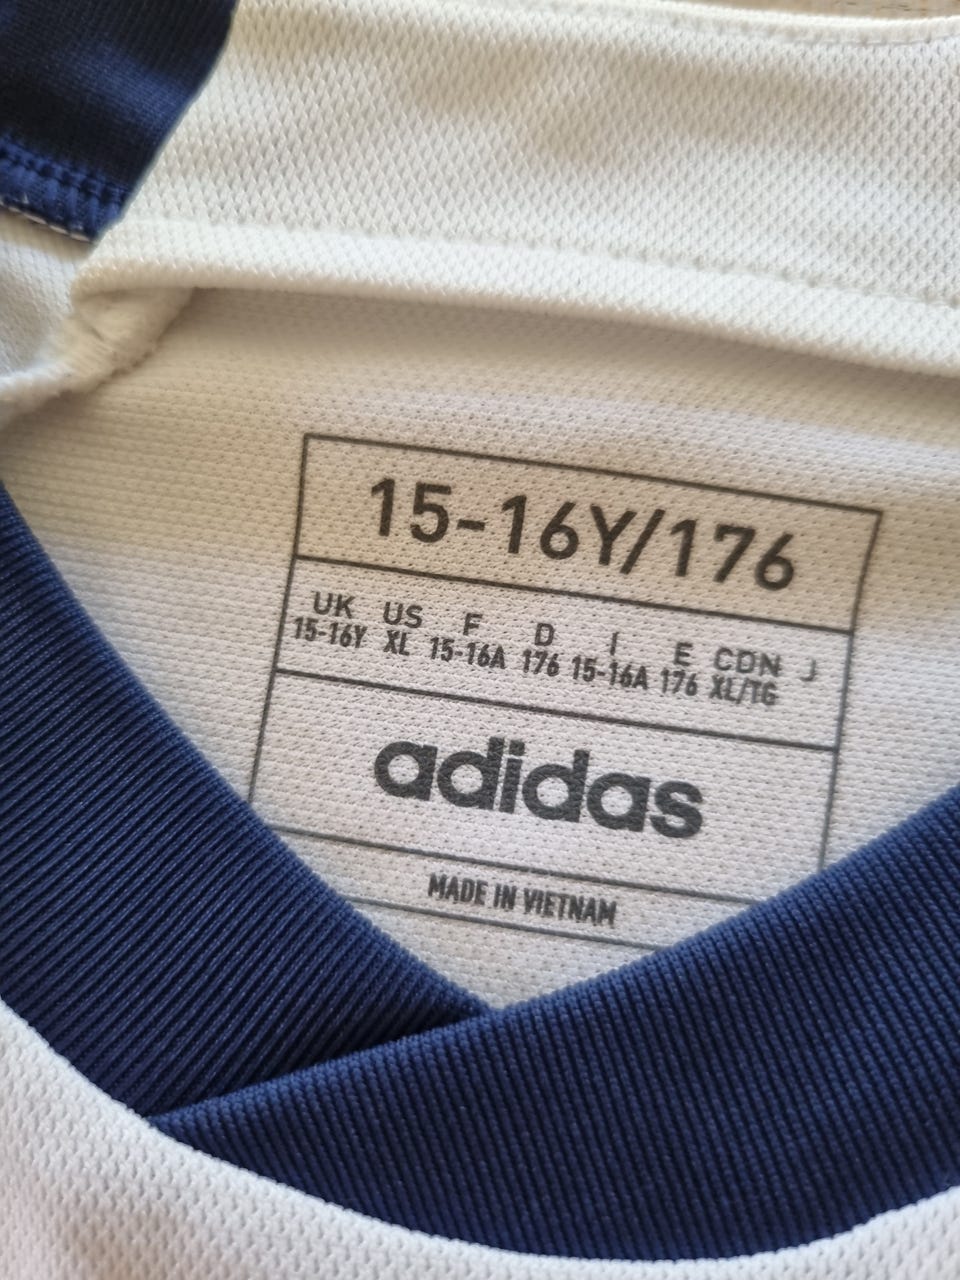 15-16Y/176
UK US F D I E CDN J
15-16Y XL 15-16A 176 15-16A 176 XL/TG
adidas
MADE IN VIETNAM